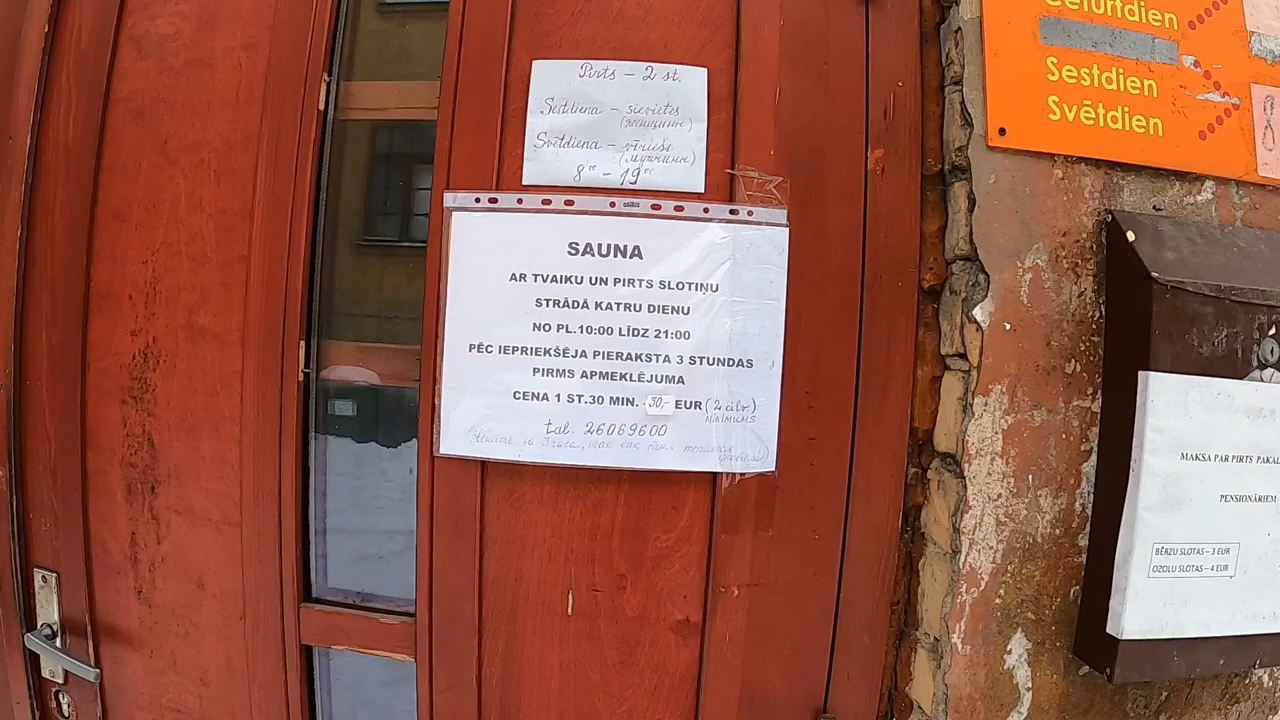 Pirts – 2 st.
Sestdiena – sievietes
(женщины)
Svētdiena – vīrieši
(мужчины)
8⁰⁰ – 19⁰⁰
SAUNA
AR TVAIKU UN PIRTS SLOTIŅU
STRĀDĀ KATRU DIENU
NO PL.10:00 LĪDZ 21:00
PĒC IEPRIEKŠĒJA PIERAKSTA 3 STUNDAS
PIRMS APMEKLĒJUMA
CENA 1 ST.30 MIN. 30,- EUR (2 cilv)
MINIMUMS
tal. 26069600
Ceturtdien
Sestdien
Svētdien
8
MAKSA PAR PIRTS
PENSIONĀRIEM
BĒRZU SLOTAS – 3 EUR
OZOLU SLOTAS – 4 EUR